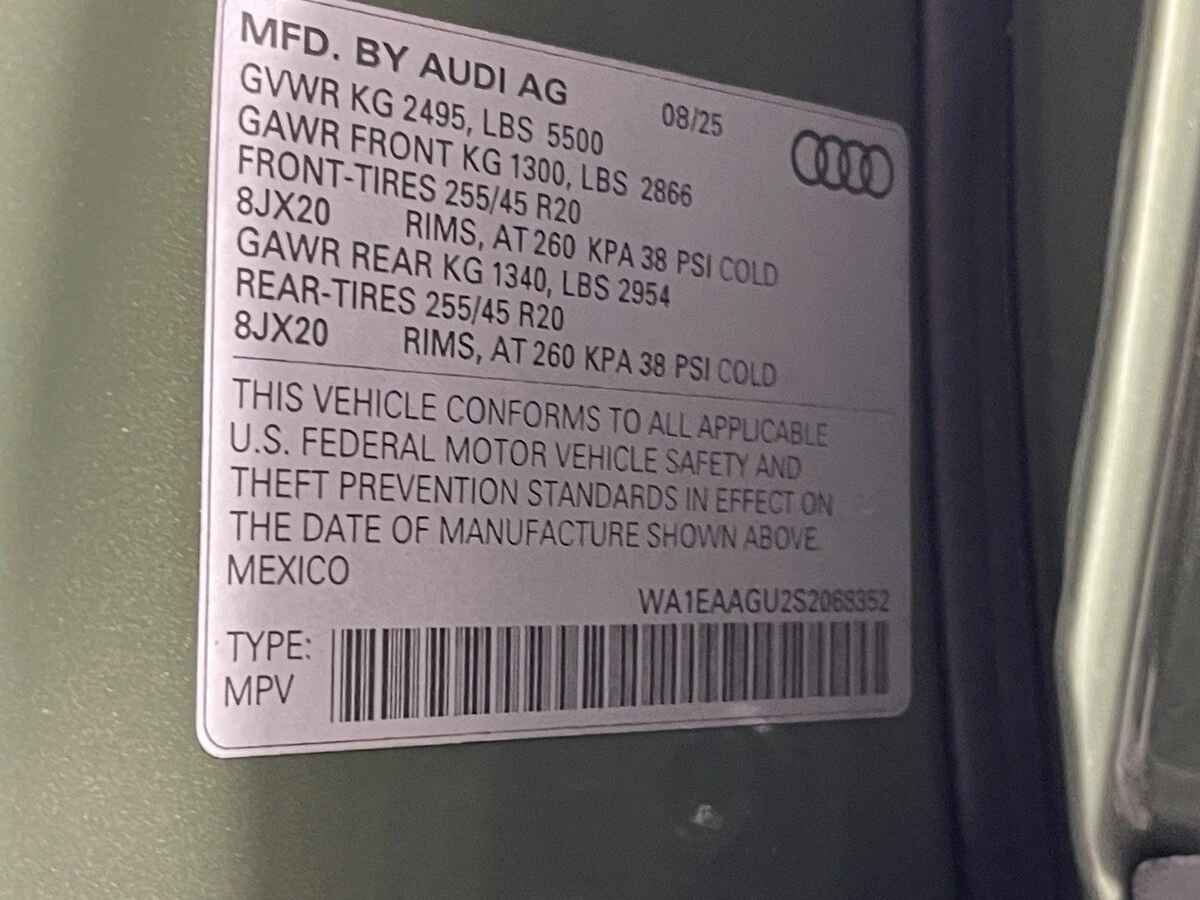 MFD. BY AUDI AG 08/25
GVWR KG 2495, LBS 5500
GAWR FRONT KG 1300, LBS 2866
FRONT-TIRES 255/45 R20
8JX20 RIMS, AT 260 KPA 38 PSI COLD
GAWR REAR KG 1340, LBS 2954
REAR-TIRES 255/45 R20
8JX20 RIMS, AT 260 KPA 38 PSI COLD
THIS VEHICLE CONFORMS TO ALL APPLICABLE
U.S. FEDERAL MOTOR VEHICLE SAFETY AND
THEFT PREVENTION STANDARDS IN EFFECT ON
THE DATE OF MANUFACTURE SHOWN ABOVE.
MEXICO
WA1EAAGU2S2068352
TYPE:
MPV